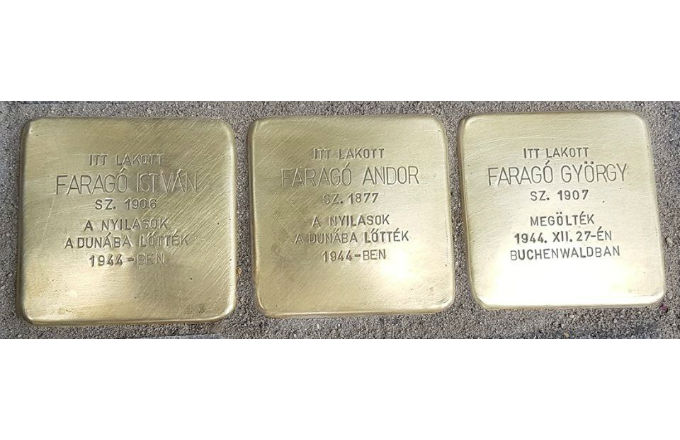 ITT LAKOTT
FARAGÓ ISTVÁN
SZ. 1906
A NYILASOK
A DUNÁBA LŐTTÉK
1944-BEN
ITT LAKOTT
FARAGÓ ANDOR
SZ. 1877
A NYILASOK
A DUNÁBA LŐTTÉK
1944-BEN
ITT LAKOTT
FARAGÓ GYÖRGY
SZ. 1907
MEGÖLTÉK
1944. XII. 27-ÉN
BUCHENWALDBAN